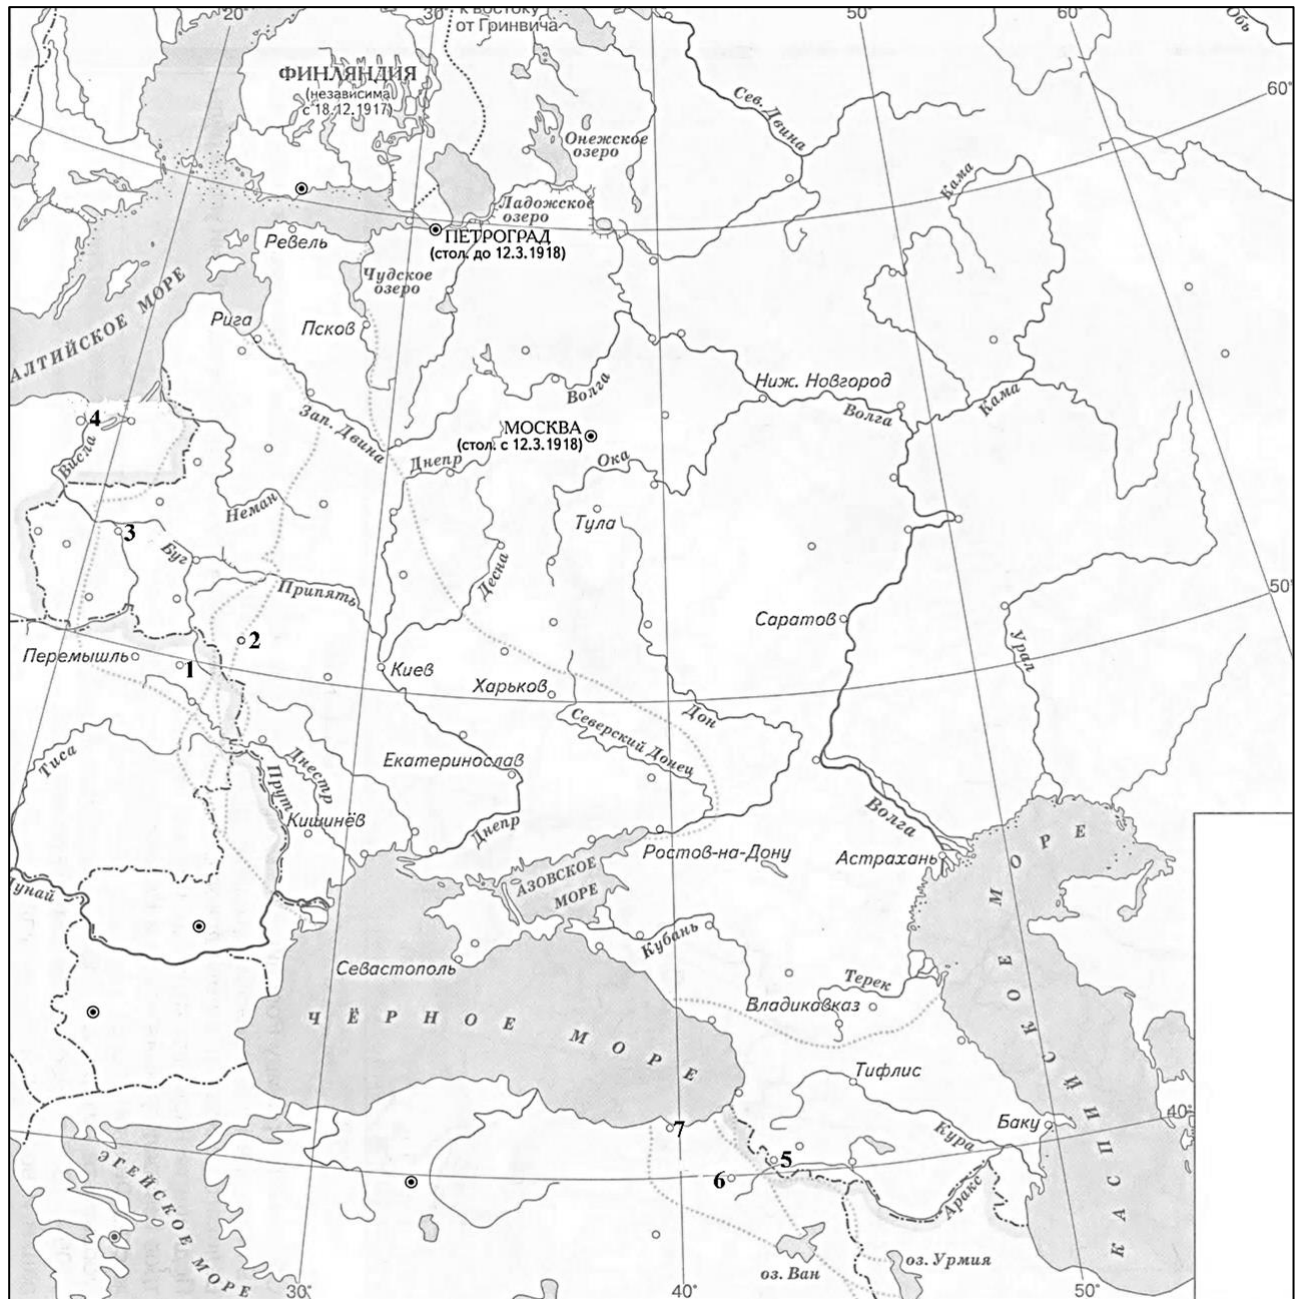 20°
30°
к востоку
от Гринвича
50°
60°
Обь
ФИНЛЯНДИЯ
(независима
с 18.12.1917)
60°
Сев. Двина
Онежское
озеро
Кама
Ладожское
озеро
Ревель
ПЕТРОГРАД
(стол. до 12.3.1918)
Чудское
озеро
АЛТИЙСКОЕ МОРЕ
Рига
Псков
Волга
Ниж. Новгород
Волга
Кама
4
Висла
Зап. Двина
МОСКВА
(стол. с 12.3.1918)
Днепр
Ока
Неман
Тула
3
Буг
Десна
Припять
50°
Саратов
Урал
2
Перемышль
1
Киев
Харьков
Дон
Северский Донец
Тиса
Днестр
Екатеринослав
Прут
Кишинёв
Днепр
Волга
Ростов-на-Дону
Астрахань
АЗОВСКОЕ
МОРЕ
унай
Кубань
Севастополь
Терек
Владикавказ
ЧЁРНОЕ МОРЕ
КАСПИЙСКОЕ МОРЕ
Тифлис
40°
Баку
Кура
7
5
6
Аракс
ЭГЕЙСКОЕ МОРЕ
оз. Урмия
оз. Ван
30°
40°
50°